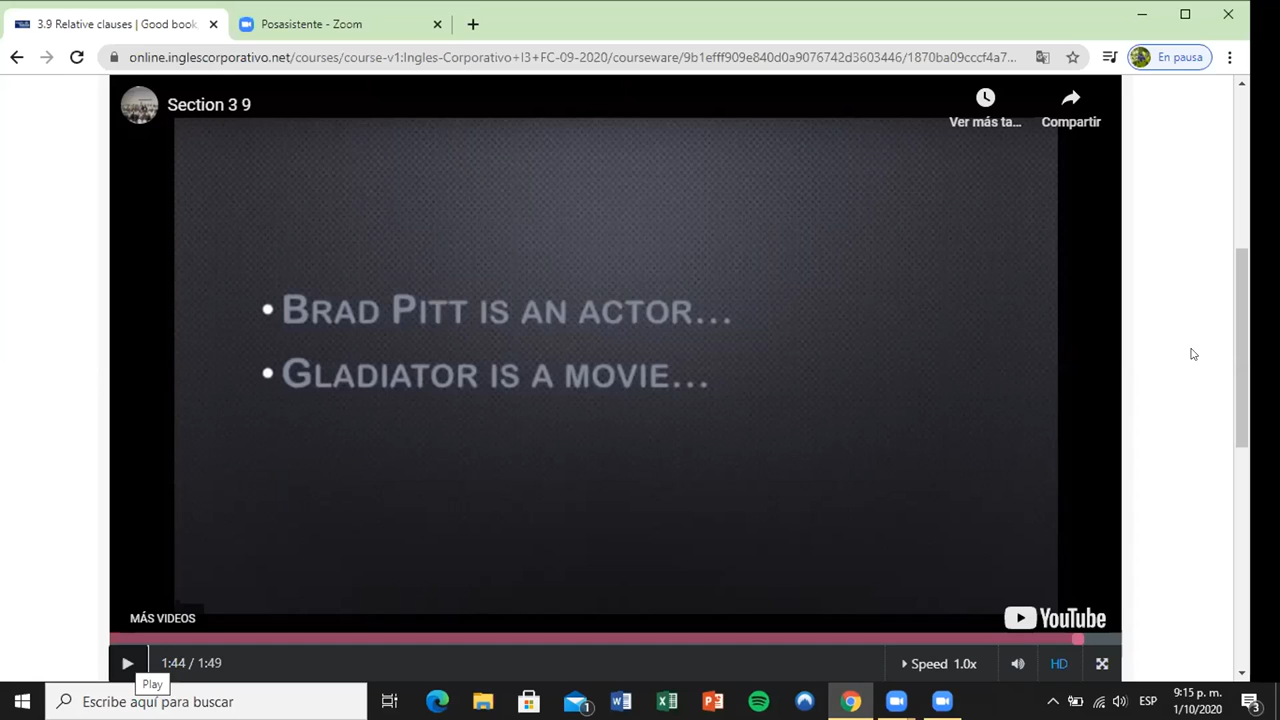 3.9 Relative clauses | Good book,
Posasistente - Zoom
online.inglescorporativo.net/courses/course-v1:Ingles_Corporativo+I3+FC-09-2020/courseware/9b1efff909e840d0a9076742d3603446/1870ba09cccf4a7...
En pausa
Section 3 9
Ver más ta...
Compartir
• BRAD PITT IS AN ACTOR...
• GLADIATOR IS A MOVIE...
MÁS VIDEOS
YouTube
1:44 / 1:49
Speed 1.0x
HD
Play
Escribe aquí para buscar
1
ESP
9:15 p. m.
1/10/2020
3